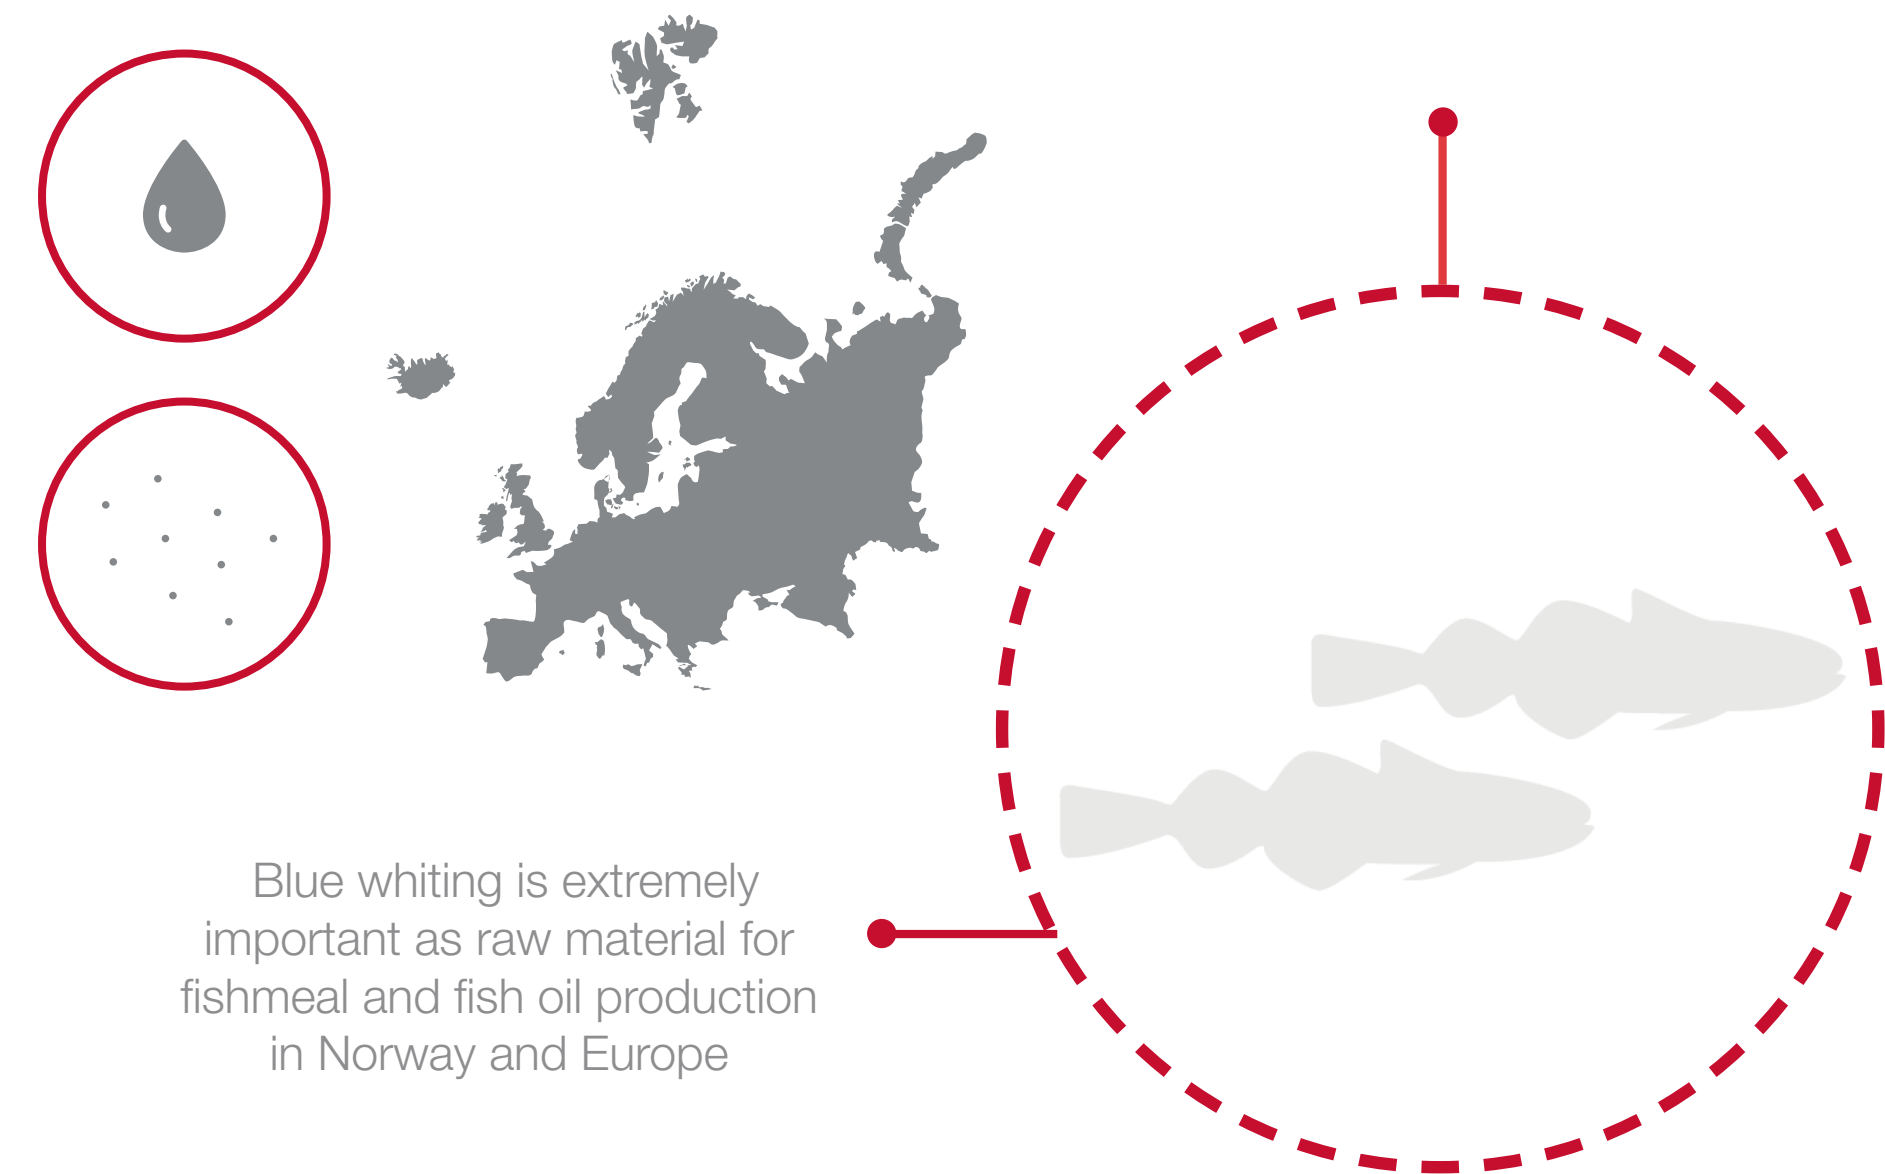 Blue whiting is extremely
important as raw material for
fishmeal and fish oil production
in Norway and Europe